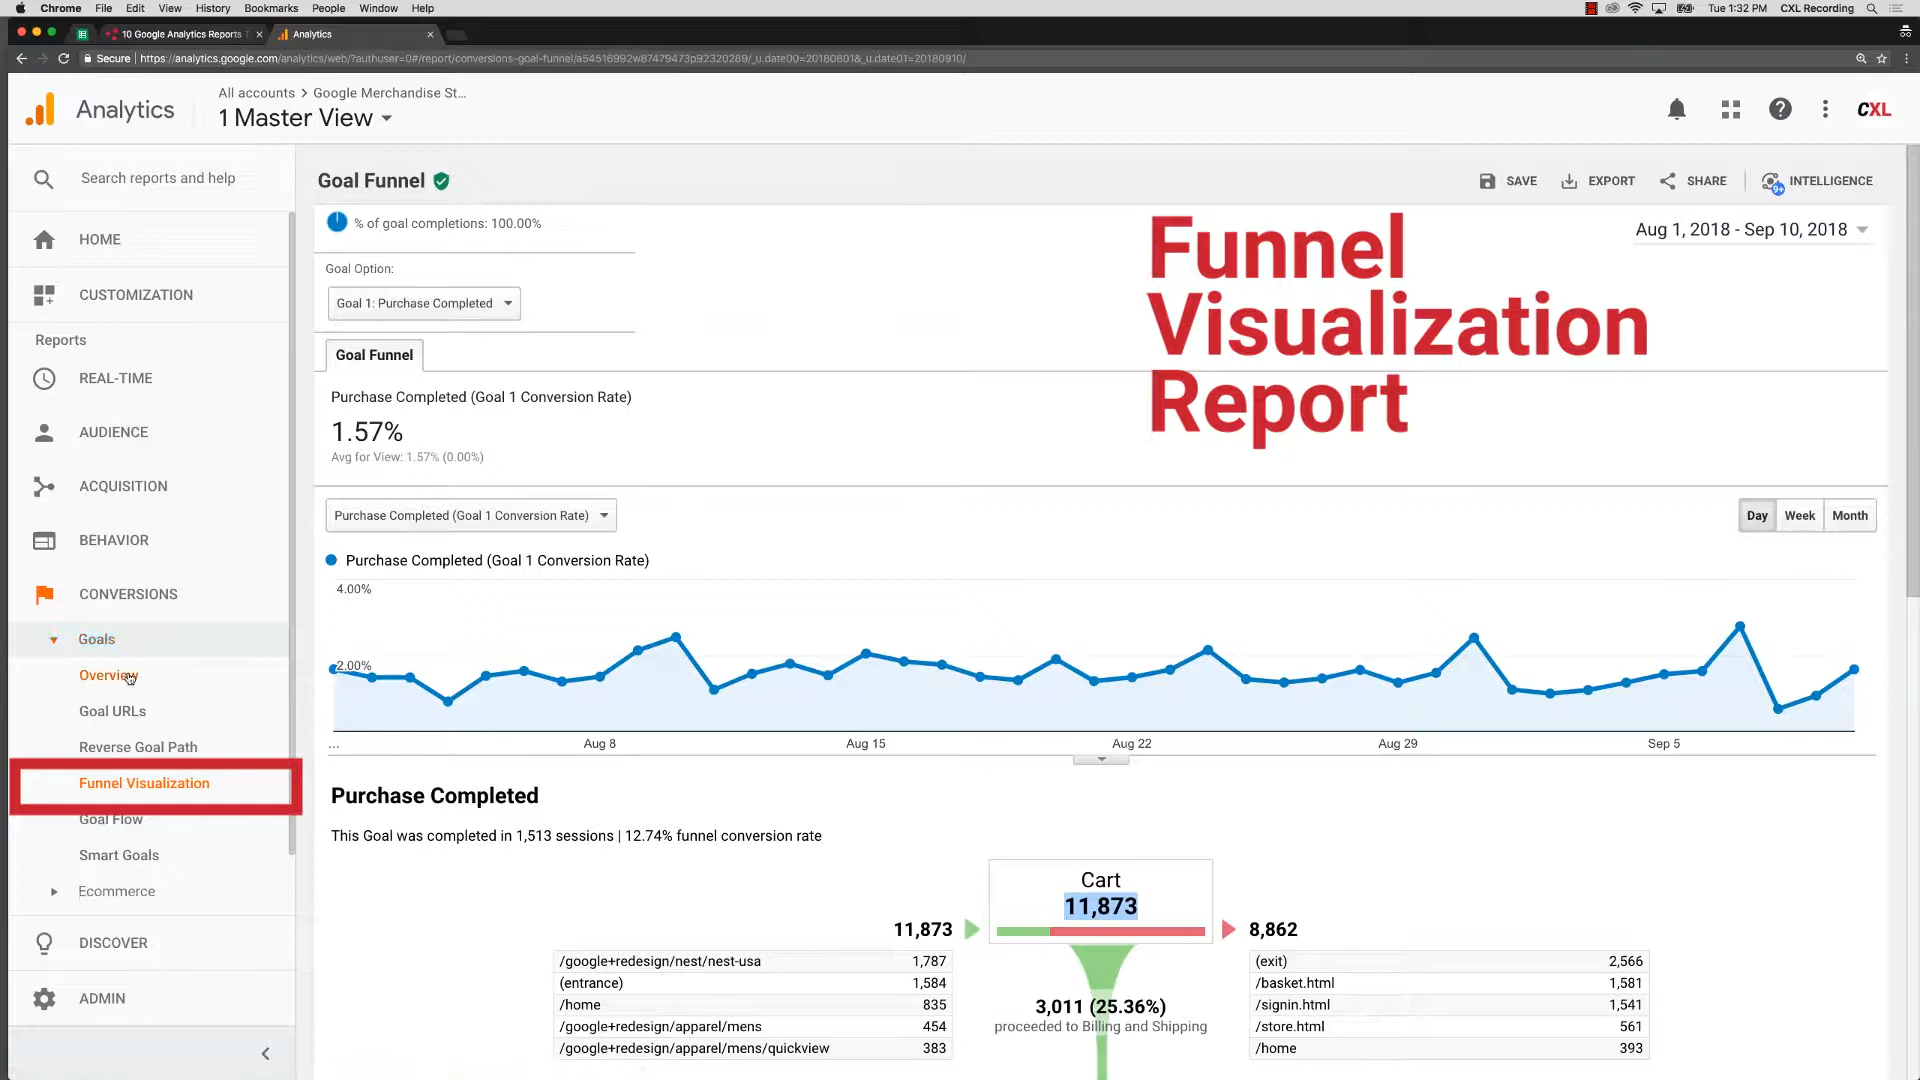 Chrome File Edit View History Bookmarks People Window Help
Tue 1:32 PM CXL Recording
10 Google Analytics Reports
Analytics
Secure https://analytics.google.com/analytics/web/?authuser=0#/report/conversions-goal-funnel/a54516992w87479473p92320289/_u.date00=20180801&_u.date01=20180910/
Analytics
All accounts > Google Merchandise St...
1 Master View
CXL
Search reports and help
HOME
CUSTOMIZATION
Reports
REAL-TIME
AUDIENCE
ACQUISITION
BEHAVIOR
CONVERSIONS
Goals
Overview
Goal URLs
Reverse Goal Path
Funnel Visualization
Goal Flow
Smart Goals
Ecommerce
DISCOVER
ADMIN
Goal Funnel
SAVE EXPORT SHARE 9+ INTELLIGENCE
% of goal completions: 100.00%
Aug 1, 2018 - Sep 10, 2018
Funnel
Visualization
Report
Goal Option:
Goal 1: Purchase Completed
Goal Funnel
Purchase Completed (Goal 1 Conversion Rate)
1.57%
Avg for View: 1.57% (0.00%)
Purchase Completed (Goal 1 Conversion Rate)
Day Week Month
Purchase Completed (Goal 1 Conversion Rate)
4.00%
2.00%
... Aug 8 Aug 15 Aug 22 Aug 29 Sep 5
Purchase Completed
This Goal was completed in 1,513 sessions | 12.74% funnel conversion rate
Cart
11,873
11,873
8,862
/google+redesign/nest/nest-usa 1,787
(entrance) 1,584
/home 835
/google+redesign/apparel/mens 454
/google+redesign/apparel/mens/quickview 383
3,011 (25.36%)
proceeded to Billing and Shipping
(exit) 2,566
/basket.html 1,581
/signin.html 1,541
/store.html 561
/home 393